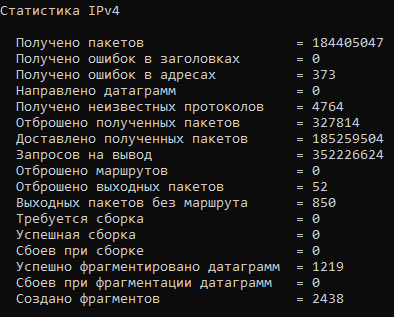 Статистика IPv4
Получено пакетов = 184405047
Получено ошибок в заголовках = 0
Получено ошибок в адресах = 373
Направлено датаграмм = 0
Получено неизвестных протоколов = 4764
Отброшено полученных пакетов = 327814
Доставлено полученных пакетов = 185259504
Запросов на вывод = 352226624
Отброшено маршрутов = 0
Отброшено выходных пакетов = 52
Выходных пакетов без маршрута = 850
Требуется сборка = 0
Успешная сборка = 0
Сбоев при сборке = 0
Успешно фрагментировано датаграмм = 1219
Сбоев при фрагментации датаграмм = 0
Создано фрагментов = 2438